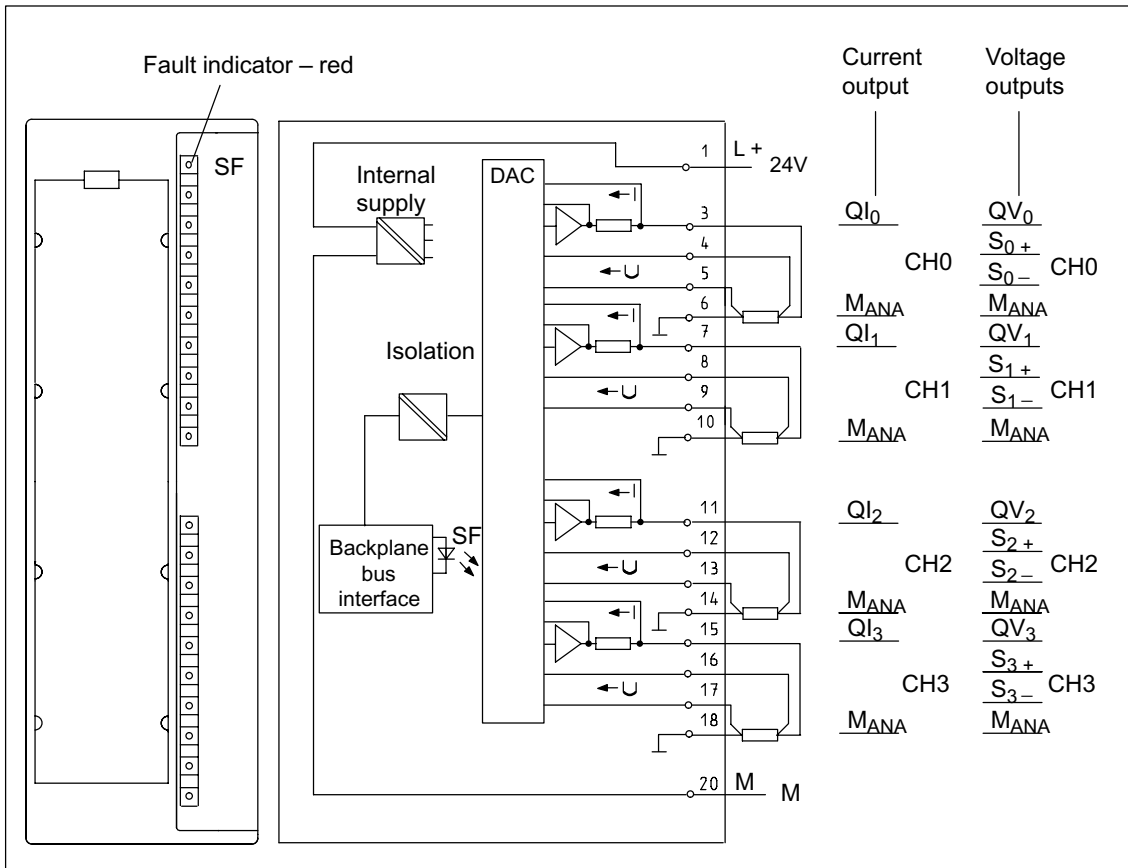 Fault indicator – red
SF
Current output
Voltage outputs
Internal supply
DAC
Isolation
Backplane bus interface
SF
1 L +
24V
I
3
4
U
5
6
I
7
8
U
9
10
I
11
12
U
13
14
I
15
16
U
17
18
20 M
M
QI0 QV0
S0 +
CH0 S0 – CH0
MANA MANA
QI1 QV1
S1 +
CH1 S1 – CH1
MANA MANA
QI2 QV2
S2 +
CH2 S2 – CH2
MANA MANA
QI3 QV3
S3 +
CH3 S3 – CH3
MANA MANA